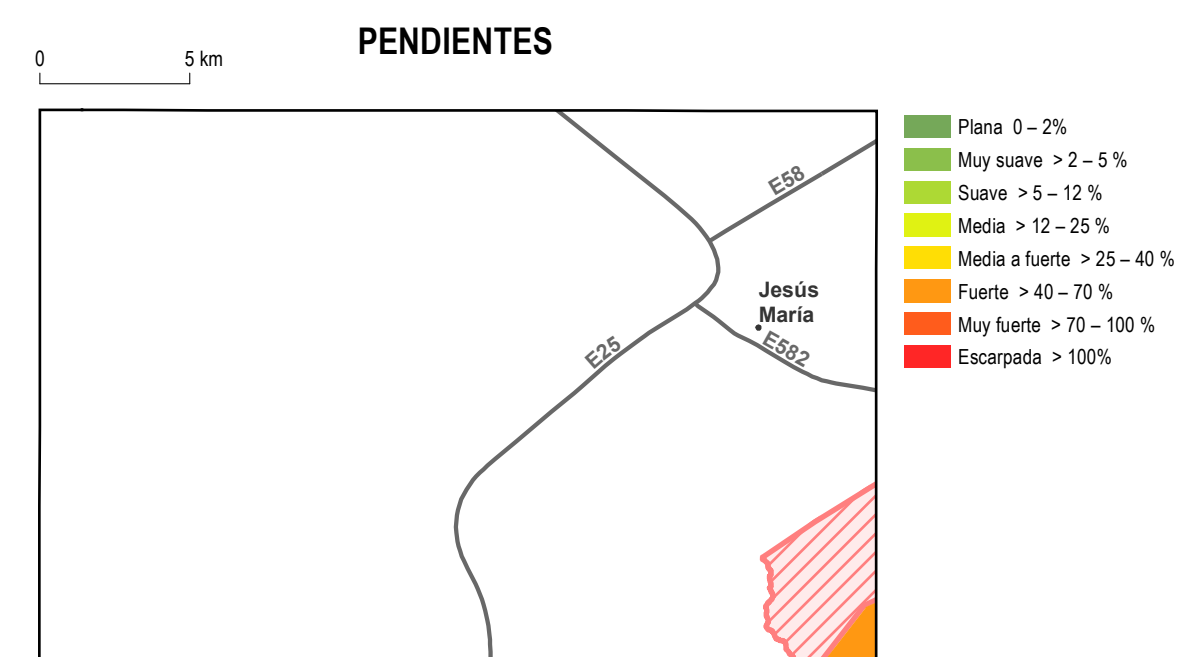 PENDIENTES
0 5 km
Plana 0 – 2%
Muy suave > 2 – 5 %
Suave > 5 – 12 %
Media > 12 – 25 %
Media a fuerte > 25 – 40 %
Fuerte > 40 – 70 %
Muy fuerte > 70 – 100 %
Escarpada > 100%
E58
Jesús
María
E582
E25